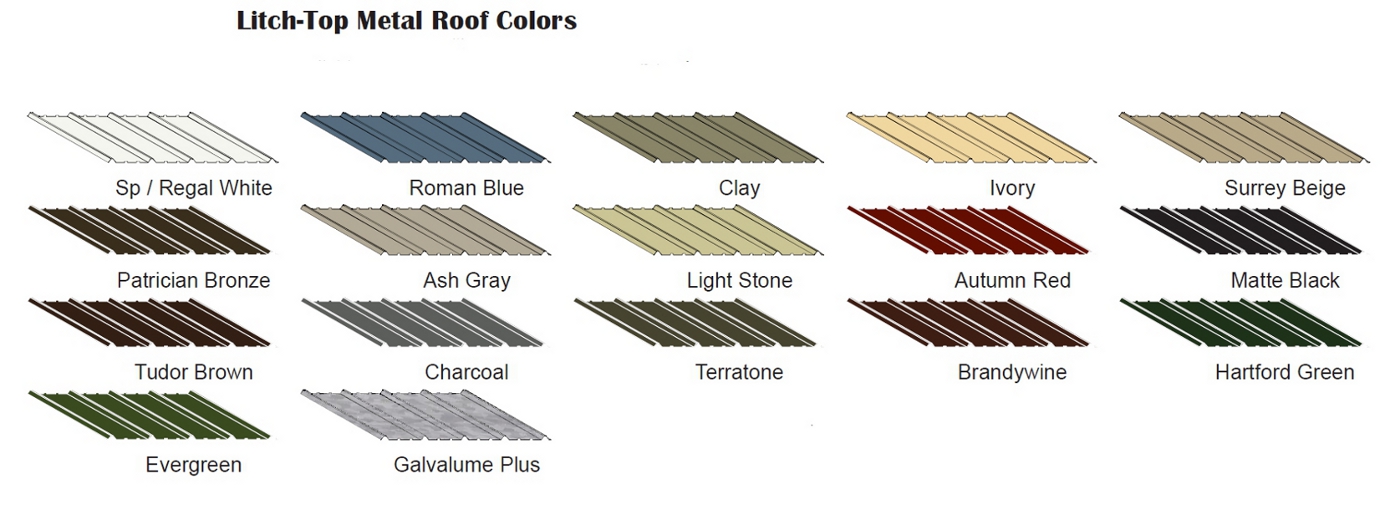 Litch-Top Metal Roof Colors
Sp / Regal White
Roman Blue
Clay
Ivory
Surrey Beige
Patrician Bronze
Ash Gray
Light Stone
Autumn Red
Matte Black
Tudor Brown
Charcoal
Terratone
Brandywine
Hartford Green
Evergreen
Galvalume Plus